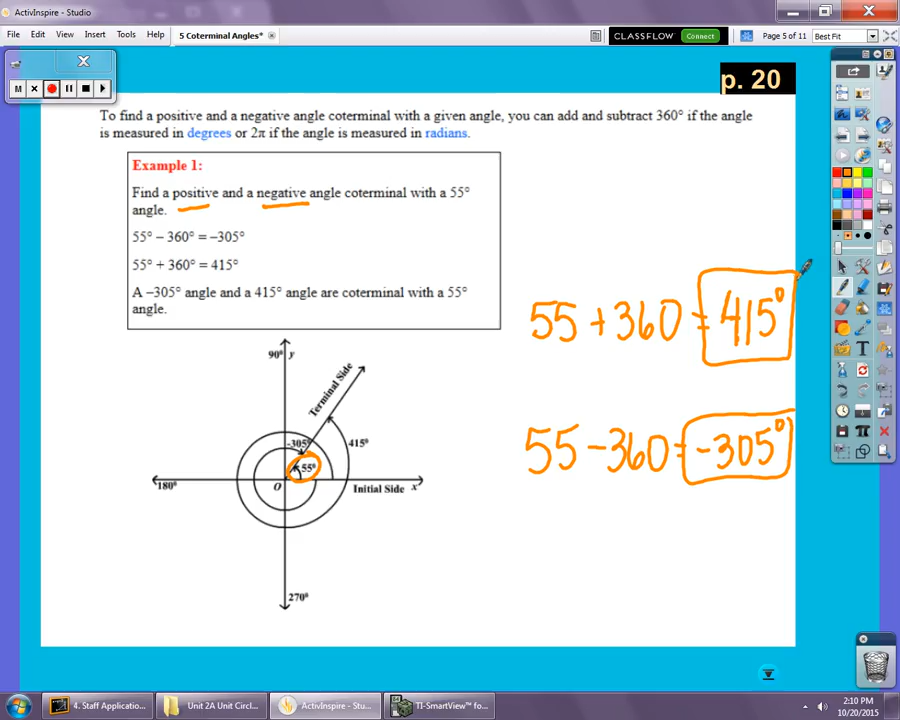 ActivInspire - Studio
File Edit View Insert Tools Help
5 Coterminal Angles*
CLASSFLOW Connect
Page 5 of 11
Best Fit
M
p. 20
To find a positive and a negative angle coterminal with a given angle, you can add and subtract 360° if the angle
is measured in degrees or 2π if the angle is measured in radians.
Example 1:
Find a positive and a negative angle coterminal with a 55°
angle.
55° – 360° = –305°
55° + 360° = 415°
A –305° angle and a 415° angle are coterminal with a 55°
angle.
55 + 360 = 415°
55 - 360 = -305°
90° y
Terminal Side
-305°
415°
55°
180°
O
Initial Side x
270°
4. Staff Applicatio...
Unit 2A Unit Circl...
ActivInspire - Stu...
TI-SmartView™ fo...
2:10 PM
10/20/2015